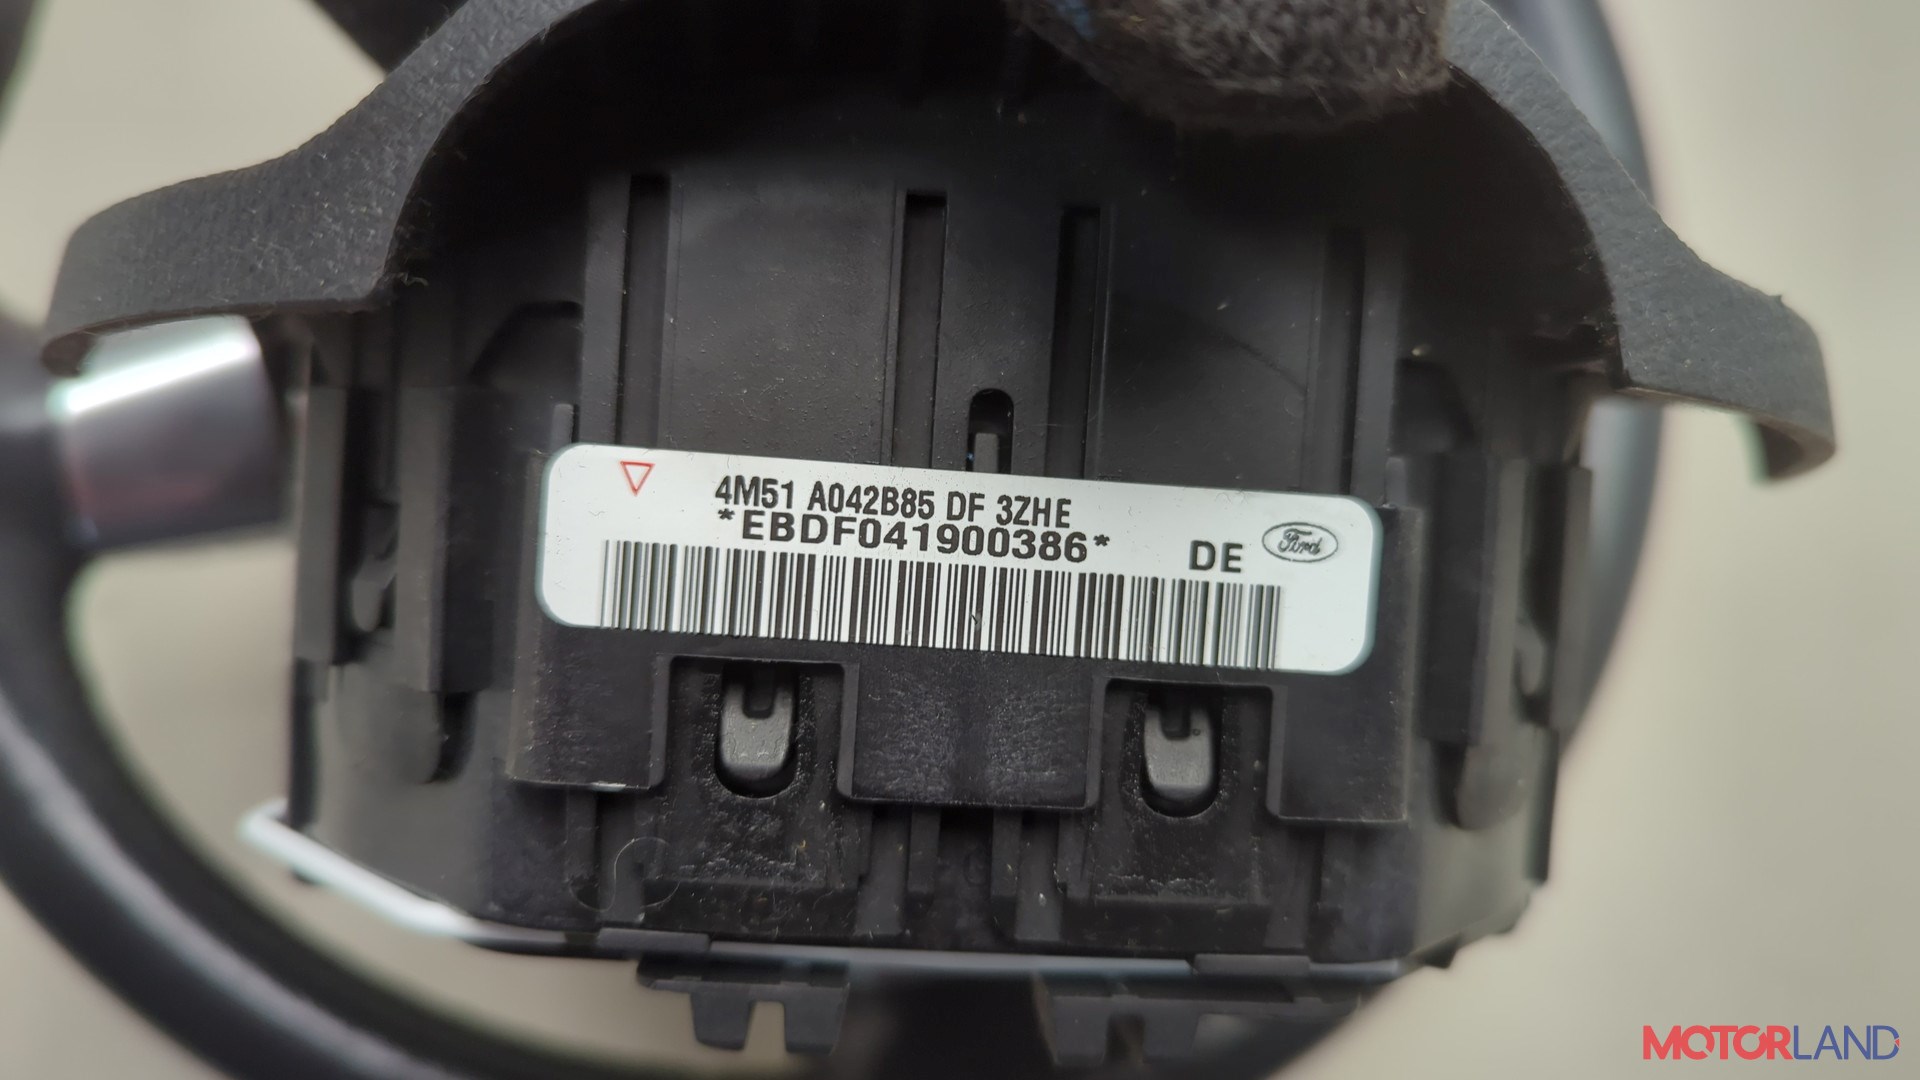 4M51 A042B85 DF 3ZHE
*EBDF041900386*
DE Ford
MOTORLAND